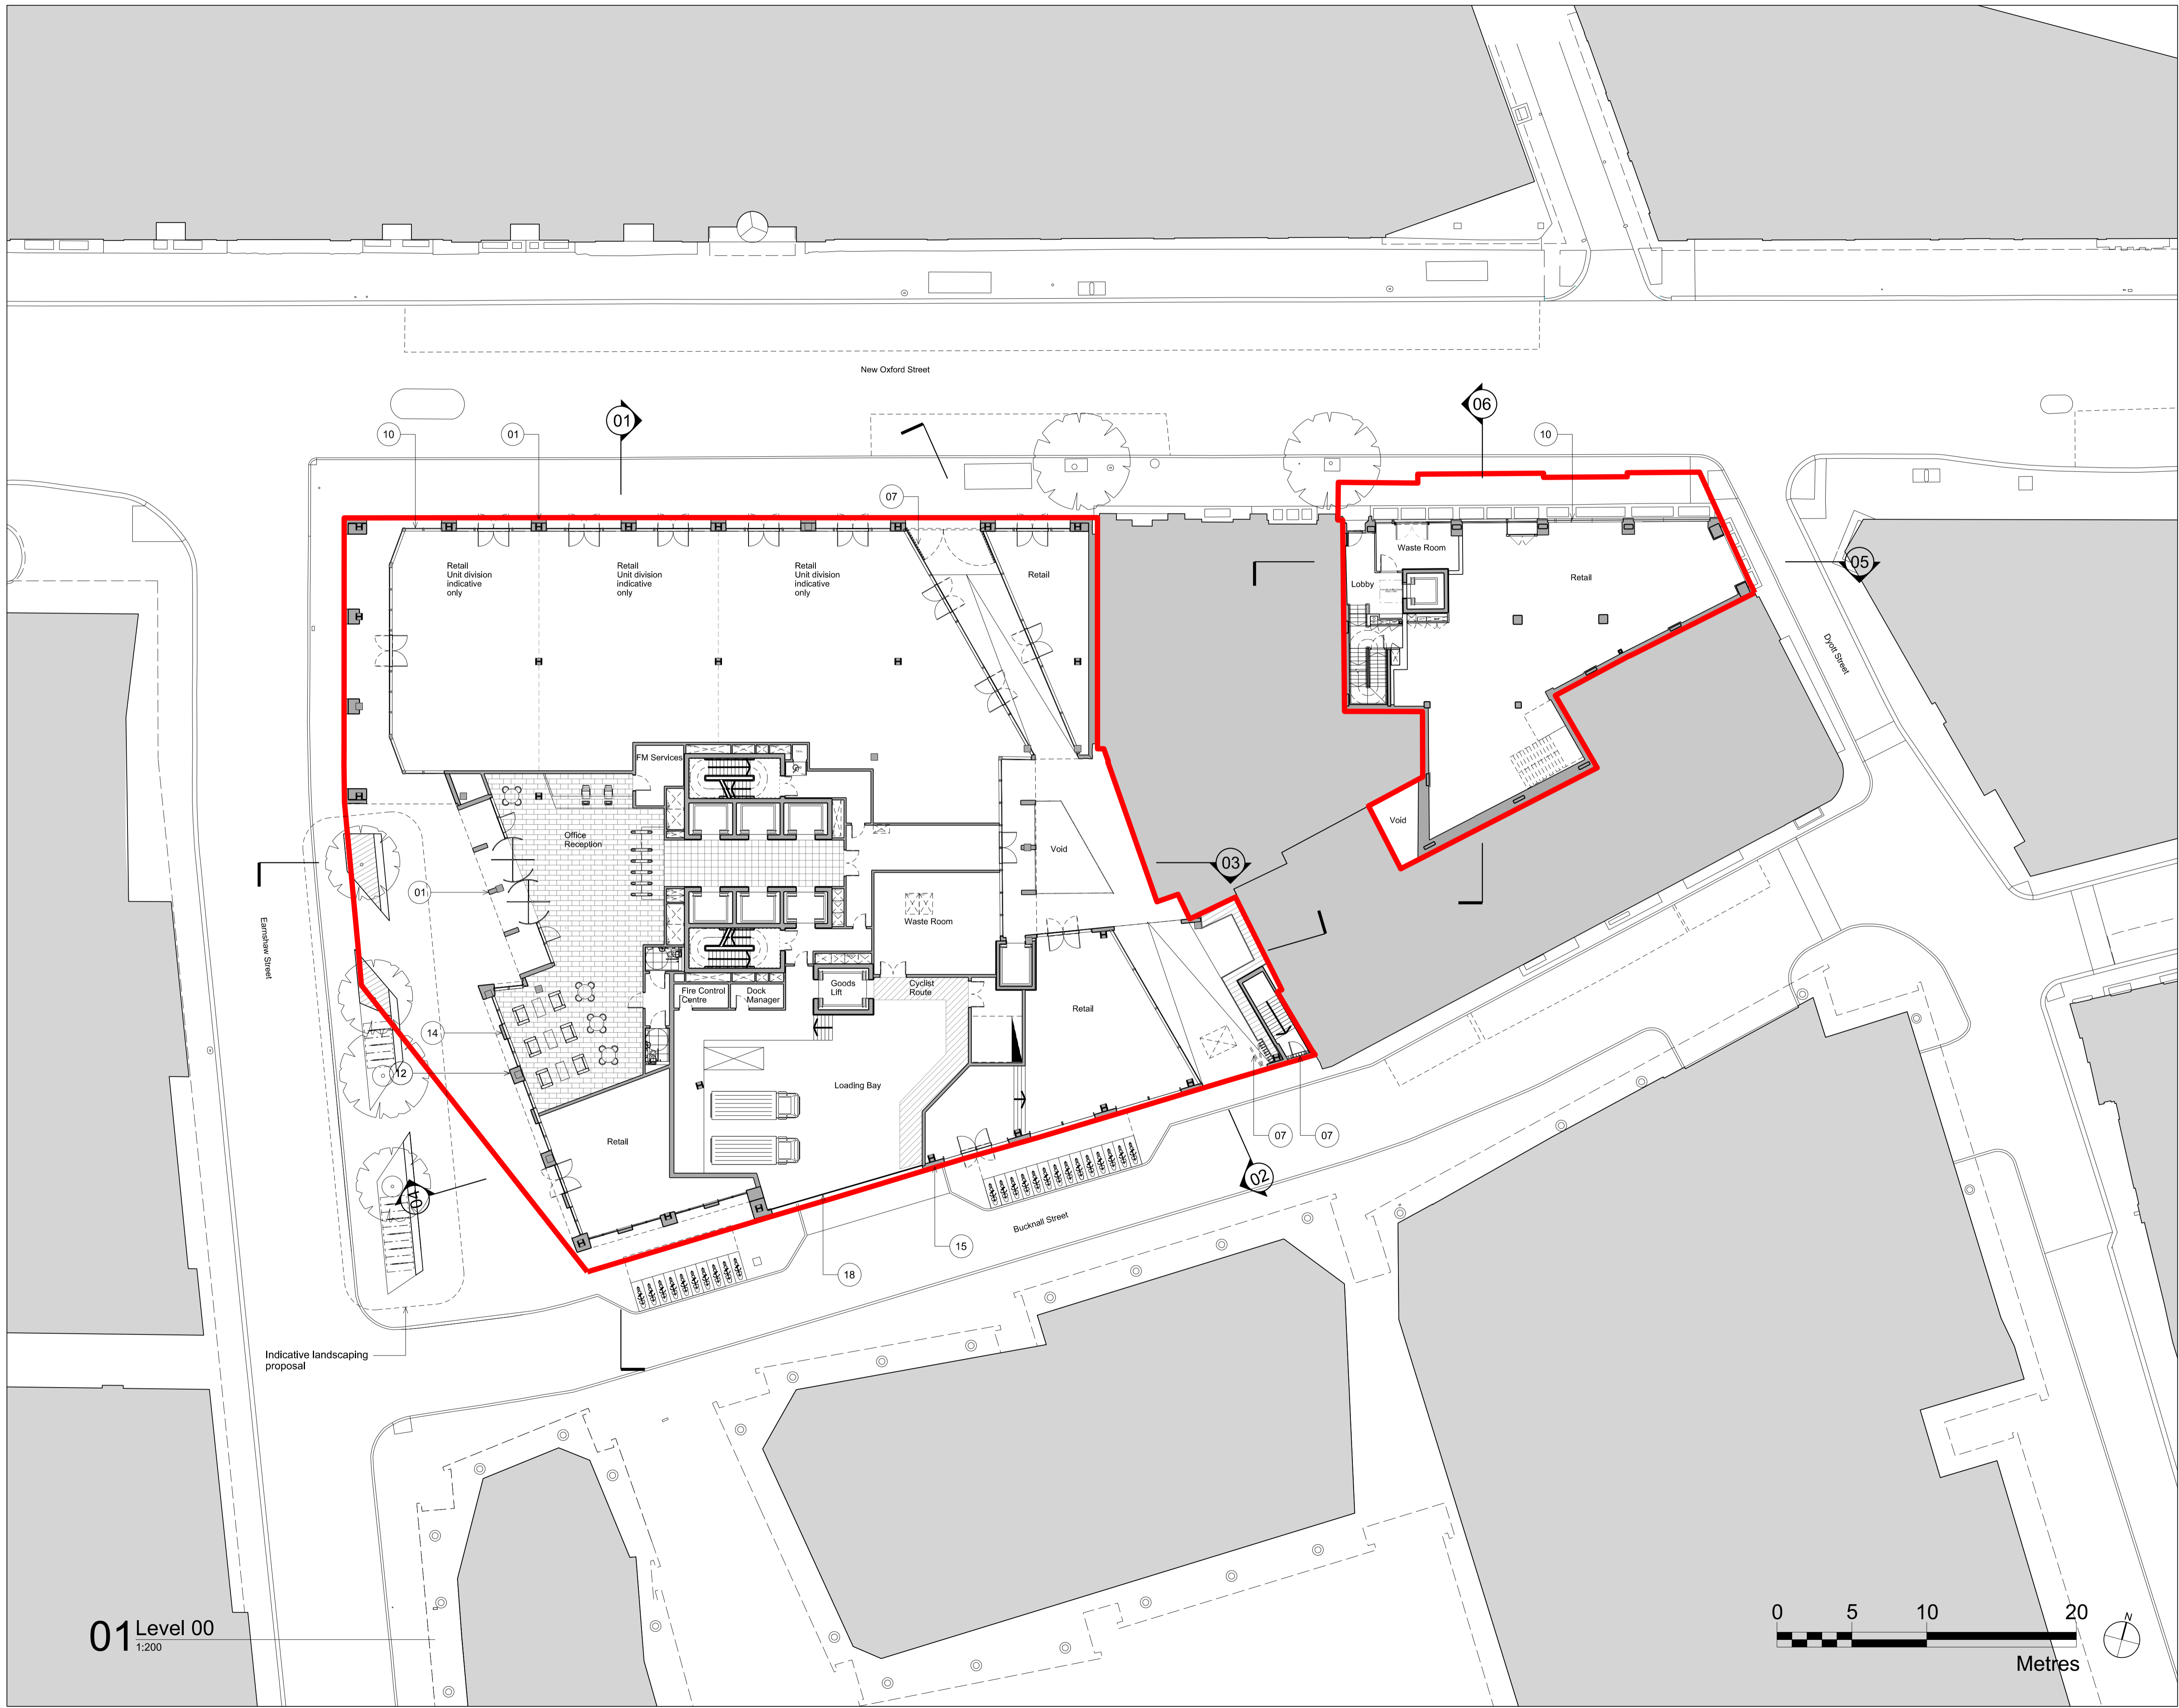 New Oxford Street
01
06
10
01
10
07
05
Retail
Unit division
indicative
only
Retail
Unit division
indicative
only
Retail
Unit division
indicative
only
Retail
Waste Room
Lobby
Retail
Dyott Street
FM Services
Office
Reception
Void
Void
03
01
Waste Room
Earnshaw Street
Fire Control
Centre
Dock
Manager
Goods
Lift
Cyclist
Route
Retail
14
12
Loading Bay
Retail
07
07
04
02
Bucknall Street
15
18
Indicative landscaping
proposal
01
Level 00
1:200
0
5
10
20
Metres
N